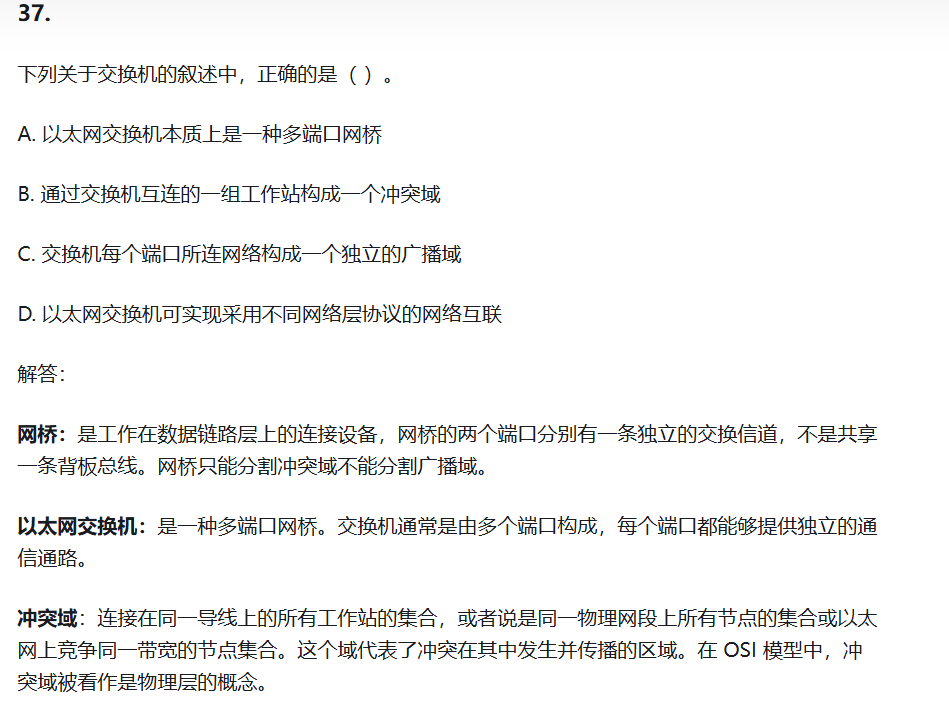 37.
下列关于交换机的叙述中，正确的是（ ）。
A. 以太网交换机本质上是一种多端口网桥
B. 通过交换机互连的一组工作站构成一个冲突域
C. 交换机每个端口所连网络构成一个独立的广播域
D. 以太网交换机可实现采用不同网络层协议的网络互联
解答：
网桥：是工作在数据链路层上的连接设备，网桥的两个端口分别有一条独立的交换信道，不是共享
一条背板总线。网桥只能分割冲突域不能分割广播域。
以太网交换机：是一种多端口网桥。交换机通常是由多个端口构成，每个端口都能够提供独立的通
信通路。
冲突域：连接在同一导线上的所有工作站的集合，或者说是同一物理网段上所有节点的集合或以太
网上竞争同一带宽的节点集合。这个域代表了冲突在其中发生并传播的区域。在 OSI 模型中，冲
突域被看作是物理层的概念。